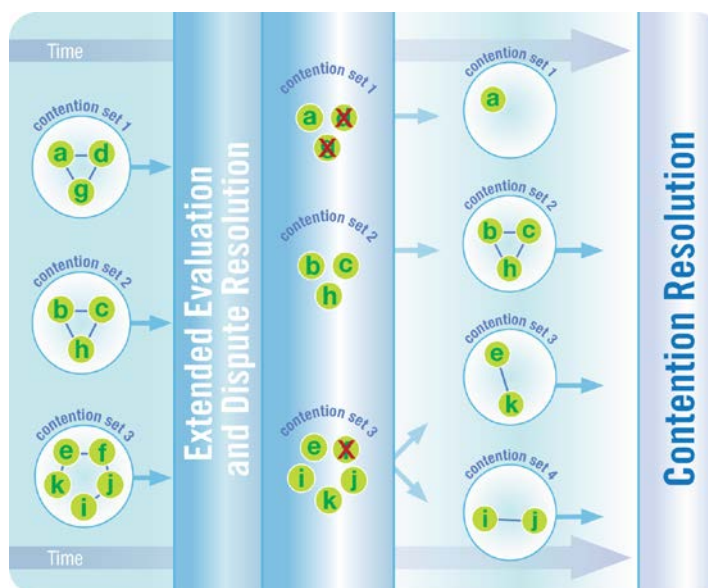 Time
contention set 1
a
d
g
contention set 2
b
c
h
contention set 3
e
f
k
j
i
Time
Extended Evaluation
and Dispute Resolution
contention set 1
a
contention set 2
b
c
h
contention set 3
e
i
j
k
contention set 1
a
contention set 2
b
c
h
contention set 3
e
k
contention set 4
i
j
Contention Resolution